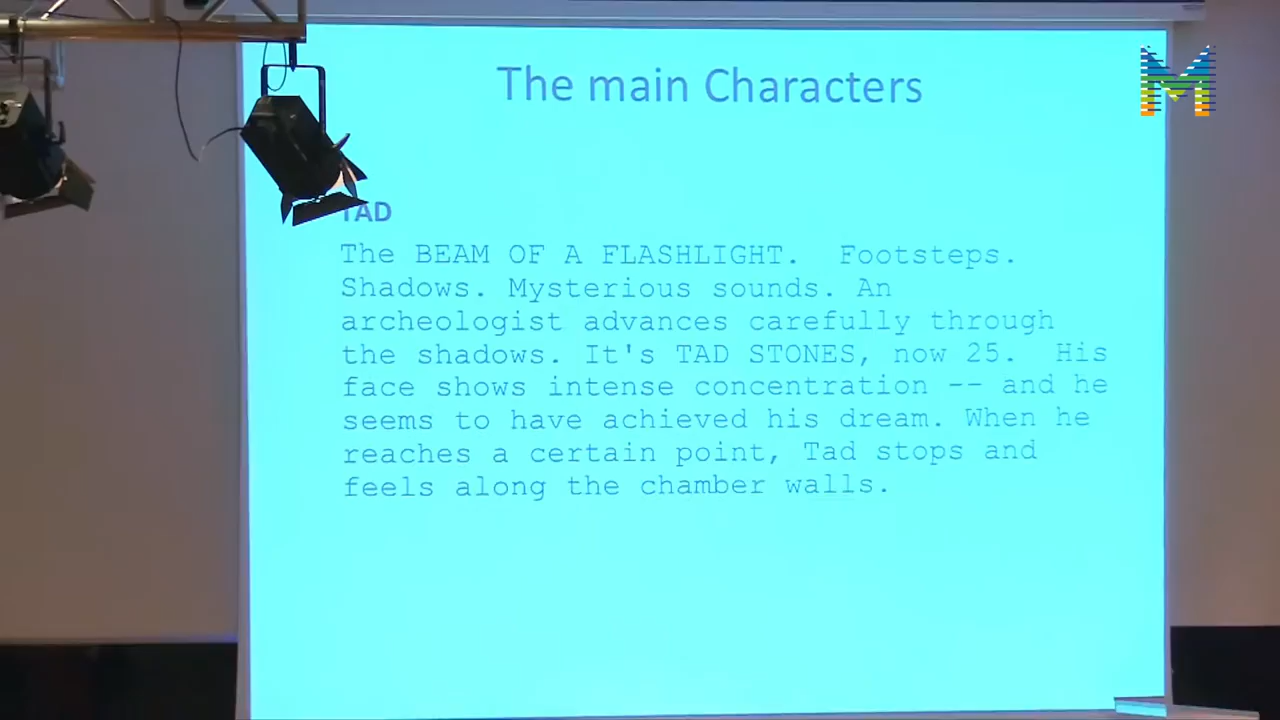 The main Characters
M
TAD
The BEAM OF A FLASHLIGHT.  Footsteps.
Shadows. Mysterious sounds. An
archeologist advances carefully through
the shadows. It's TAD STONES, now 25.  His
face shows intense concentration -- and he
seems to have achieved his dream. When he
reaches a certain point, Tad stops and
feels along the chamber walls.